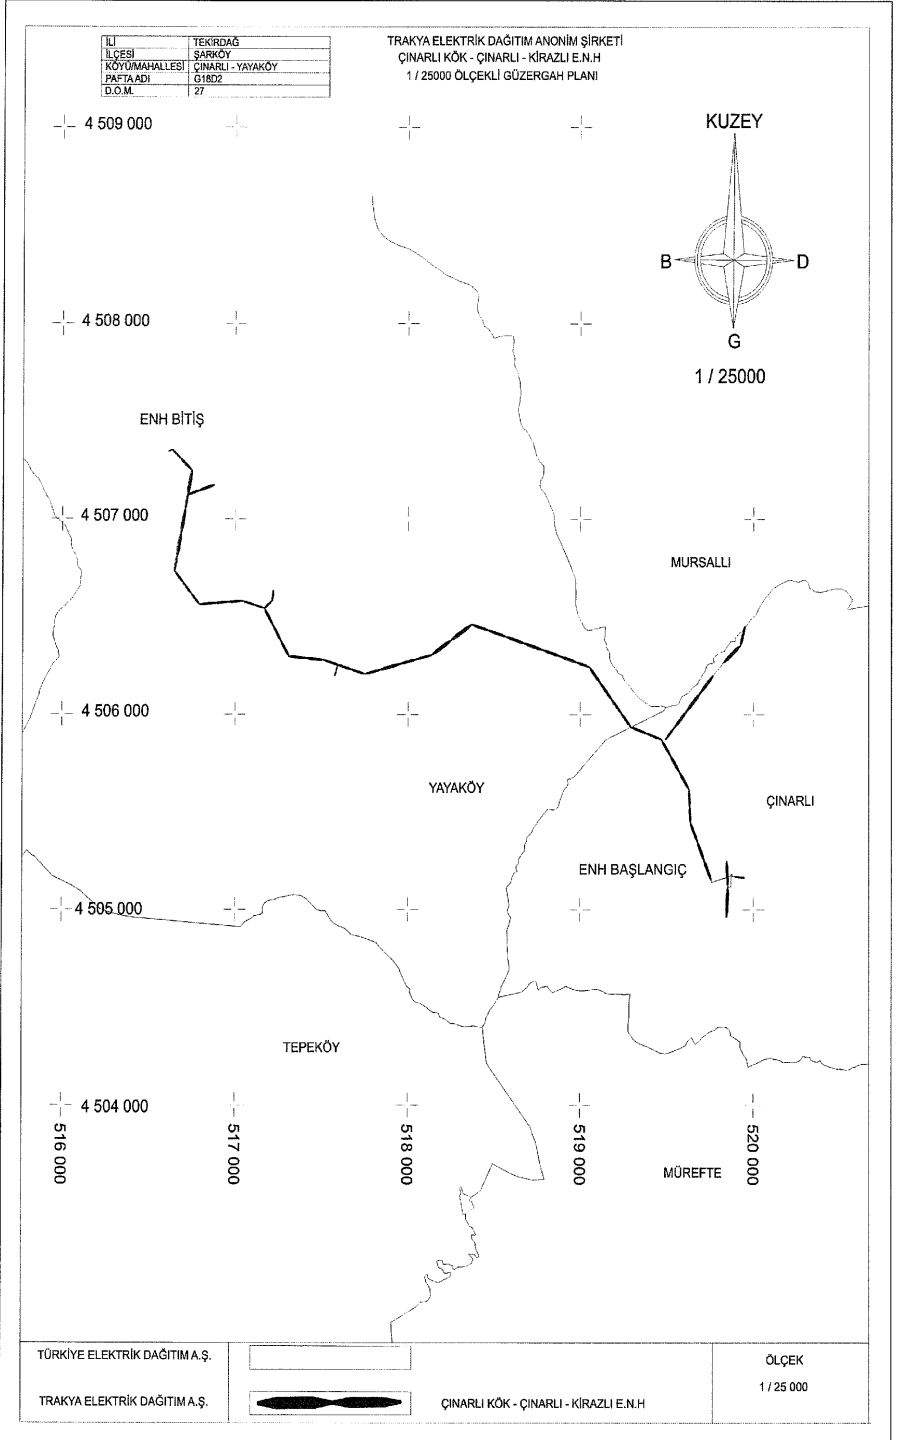 İLİ TEKİRDAĞ
İLÇESİ ŞARKÖY
KÖYÜ/MAHALLESİ ÇINARLI - YAYAKÖY
PAFTA ADI G18D2
D.O.M. 27
TRAKYA ELEKTRİK DAĞITIM ANONİM ŞİRKETİ
ÇINARLI KÖK - ÇINARLI - KİRAZLI E.N.H
1 / 25000 ÖLÇEKLİ GÜZERGAH PLANI
4 509 000
KUZEY
B
D
G
1 / 25000
4 508 000
ENH BİTİŞ
4 507 000
MURSALLI
4 506 000
YAYAKÖY
ÇINARLI
ENH BAŞLANGIÇ
4 505 000
TEPEKÖY
4 504 000
516 000
517 000
518 000
519 000
520 000
MÜREFTE
TÜRKİYE ELEKTRİK DAĞITIM A.Ş.
TRAKYA ELEKTRİK DAĞITIM A.Ş.
ÇINARLI KÖK - ÇINARLI - KİRAZLI E.N.H
ÖLÇEK
1 / 25 000